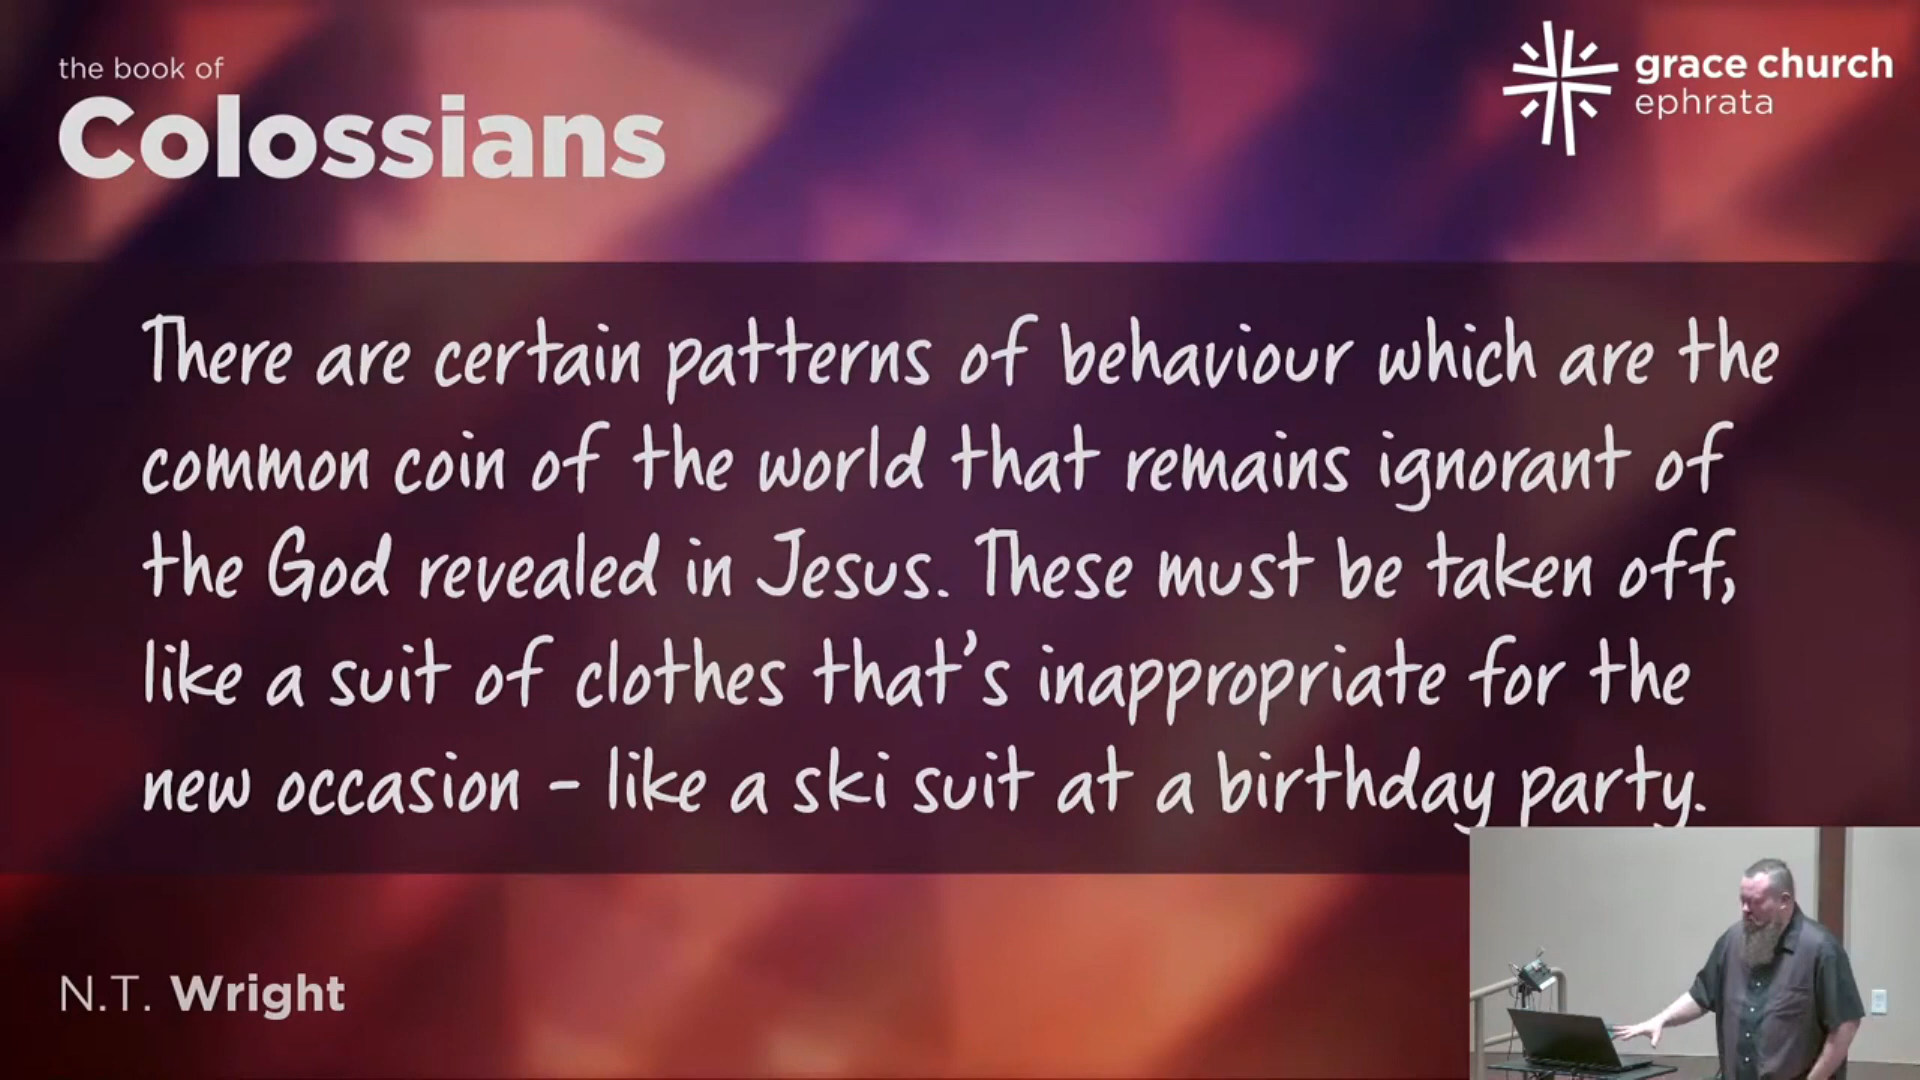 the book of
Colossians
grace church
ephrata
There are certain patterns of behaviour which are the
common coin of the world that remains ignorant of
the God revealed in Jesus. These must be taken off,
like a suit of clothes that's inappropriate for the
new occasion - like a ski suit at a birthday party.
N.T. Wright